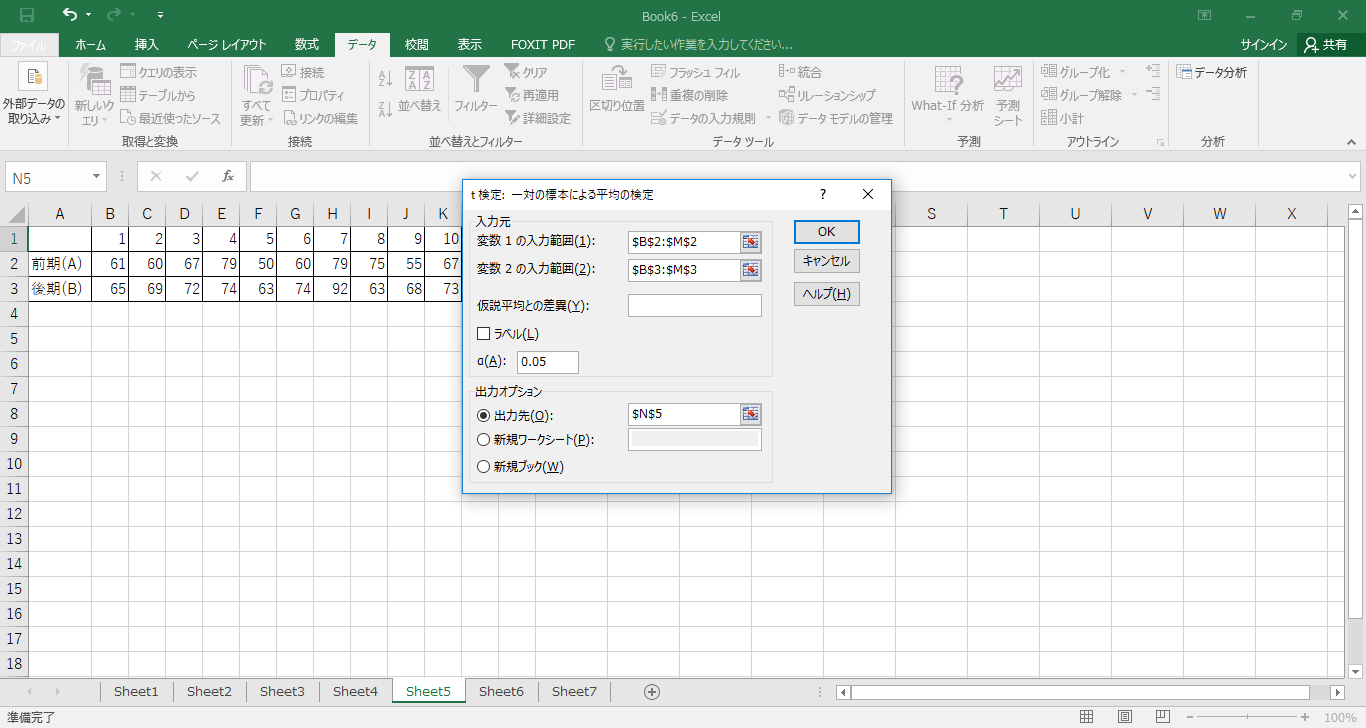 Book6 - Excel
ファイル ホーム 挿入 ページ レイアウト 数式 データ 校閲 表示 FOXIT PDF 実行したい作業を入力してください... サインイン 共有
外部データの
取り込み
新しいクエリ
クエリの表示
テーブルから
最近使ったソース
取得と変換
すべて
更新
接続
プロパティ
リンクの編集
接続
並べ替え
フィルター
クリア
再適用
詳細設定
並べ替えとフィルター
区切り位置
フラッシュ フィル
重複の削除
データの入力規則
統合
リレーションシップ
データ モデルの管理
データ ツール
What-If 分析
予測
シート
予測
グループ化
グループ解除
小計
アウトライン
データ分析
分析
N5
fx
A B C D E F G H I J K S T U V W X
1 1 2 3 4 5 6 7 8 9 10
2 前期(A) 61 60 67 79 50 60 79 75 55 67
3 後期(B) 65 69 72 74 63 74 92 63 68 73
4
5
6
7
8
9
10
11
12
13
14
15
16
17
18
t 検定: 一対の標本による平均の検定 ?
入力元
変数 1 の入力範囲(1): $B$2:$M$2
変数 2 の入力範囲(2): $B$3:$M$3
仮説平均との差異(Y):
ラベル(L)
α(A): 0.05
出力オプション
出力先(O): $N$5
新規ワークシート(P):
新規ブック(W)
OK
キャンセル
ヘルプ(H)
Sheet1 Sheet2 Sheet3 Sheet4 Sheet5 Sheet6 Sheet7
準備完了 100%